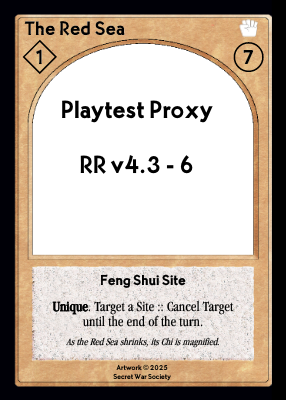 The Red Sea
1
7
Playtest Proxy
RR v4.3 - 6
Feng Shui Site
Unique. Target a Site :: Cancel Target
until the end of the turn.
As the Red Sea shrinks, its Chi is magnified.
Artwork © 2025
Secret War Society